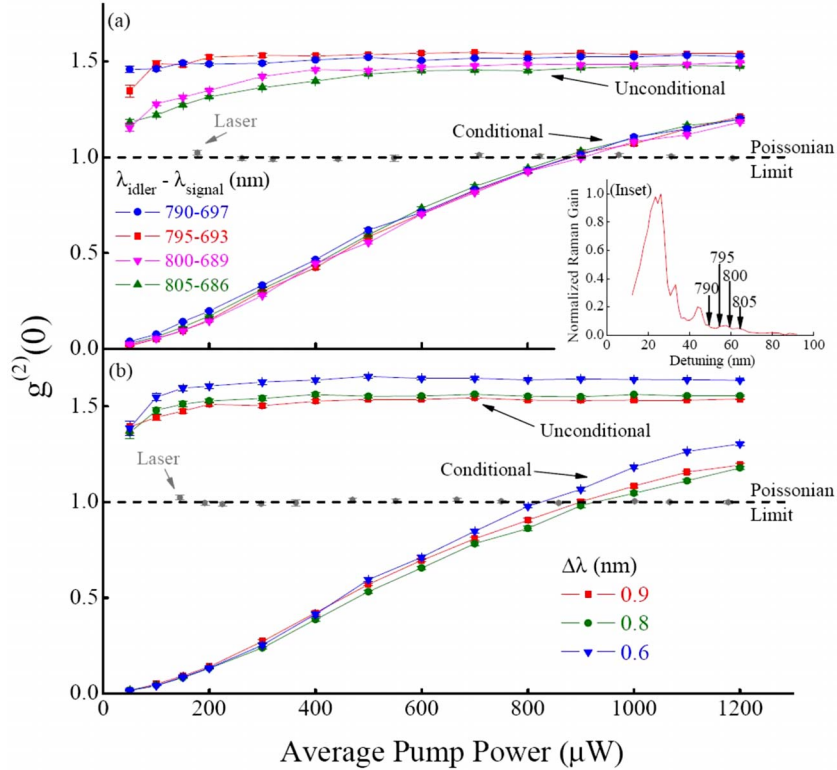 (a)
1.5
Unconditional
Laser
Conditional
1.0
Poissonian
Limit
λidler - λsignal (nm)
790-697
795-693
800-689
805-686
0.5
0.0
(Inset)
Normalized Raman Gain
1.0
0.8
0.6
0.4
0.2
0.0
790
795
800
805
0 20 40 60 80 100
Detuning (nm)
g(2)(0)
(b)
1.5
Unconditional
Laser
Conditional
1.0
Poissonian
Limit
Δλ (nm)
0.9
0.8
0.6
0.5
0.0
0 200 400 600 800 1000 1200
Average Pump Power (μW)